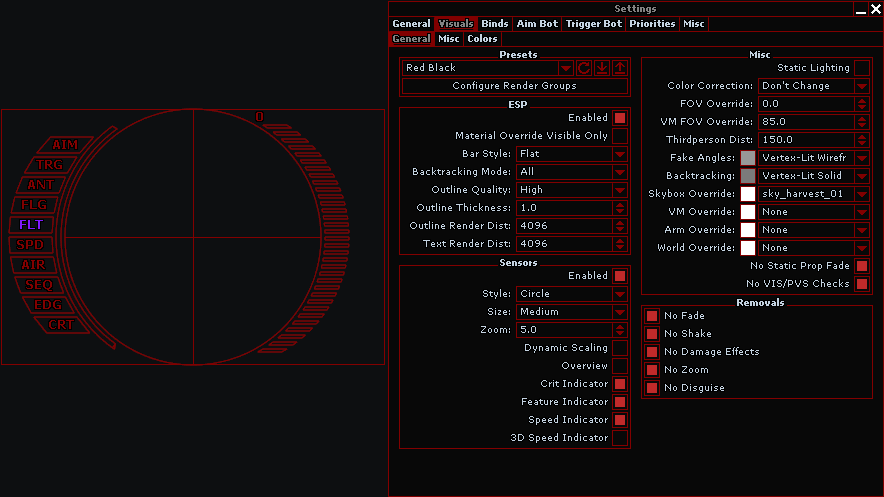 Settings
General Visuals Binds Aim Bot Trigger Bot Priorities Misc
General Misc Colors
Presets
Red Black
Configure Render Groups
ESP
Enabled
Material Override Visible Only
Bar Style: Flat
Backtracking Mode: All
Outline Quality: High
Outline Thickness: 1.0
Outline Render Dist: 4096
Text Render Dist: 4096
Sensors
Enabled
Style: Circle
Size: Medium
Zoom: 5.0
Dynamic Scaling
Overview
Crit Indicator
Feature Indicator
Speed Indicator
3D Speed Indicator
Misc
Static Lighting
Color Correction: Don't Change
FOV Override: 0.0
VM FOV Override: 85.0
Thirdperson Dist: 150.0
Fake Angles: Vertex-Lit Wirefr
Backtracking: Vertex-Lit Solid
Skybox Override: sky_harvest_01
VM Override: None
Arm Override: None
World Override: None
No Static Prop Fade
No VIS/PVS Checks
Removals
No Fade
No Shake
No Damage Effects
No Zoom
No Disguise
0
AIM
TRG
ANT
FLG
FLT
SPD
AIR
SEQ
EDG
CRT